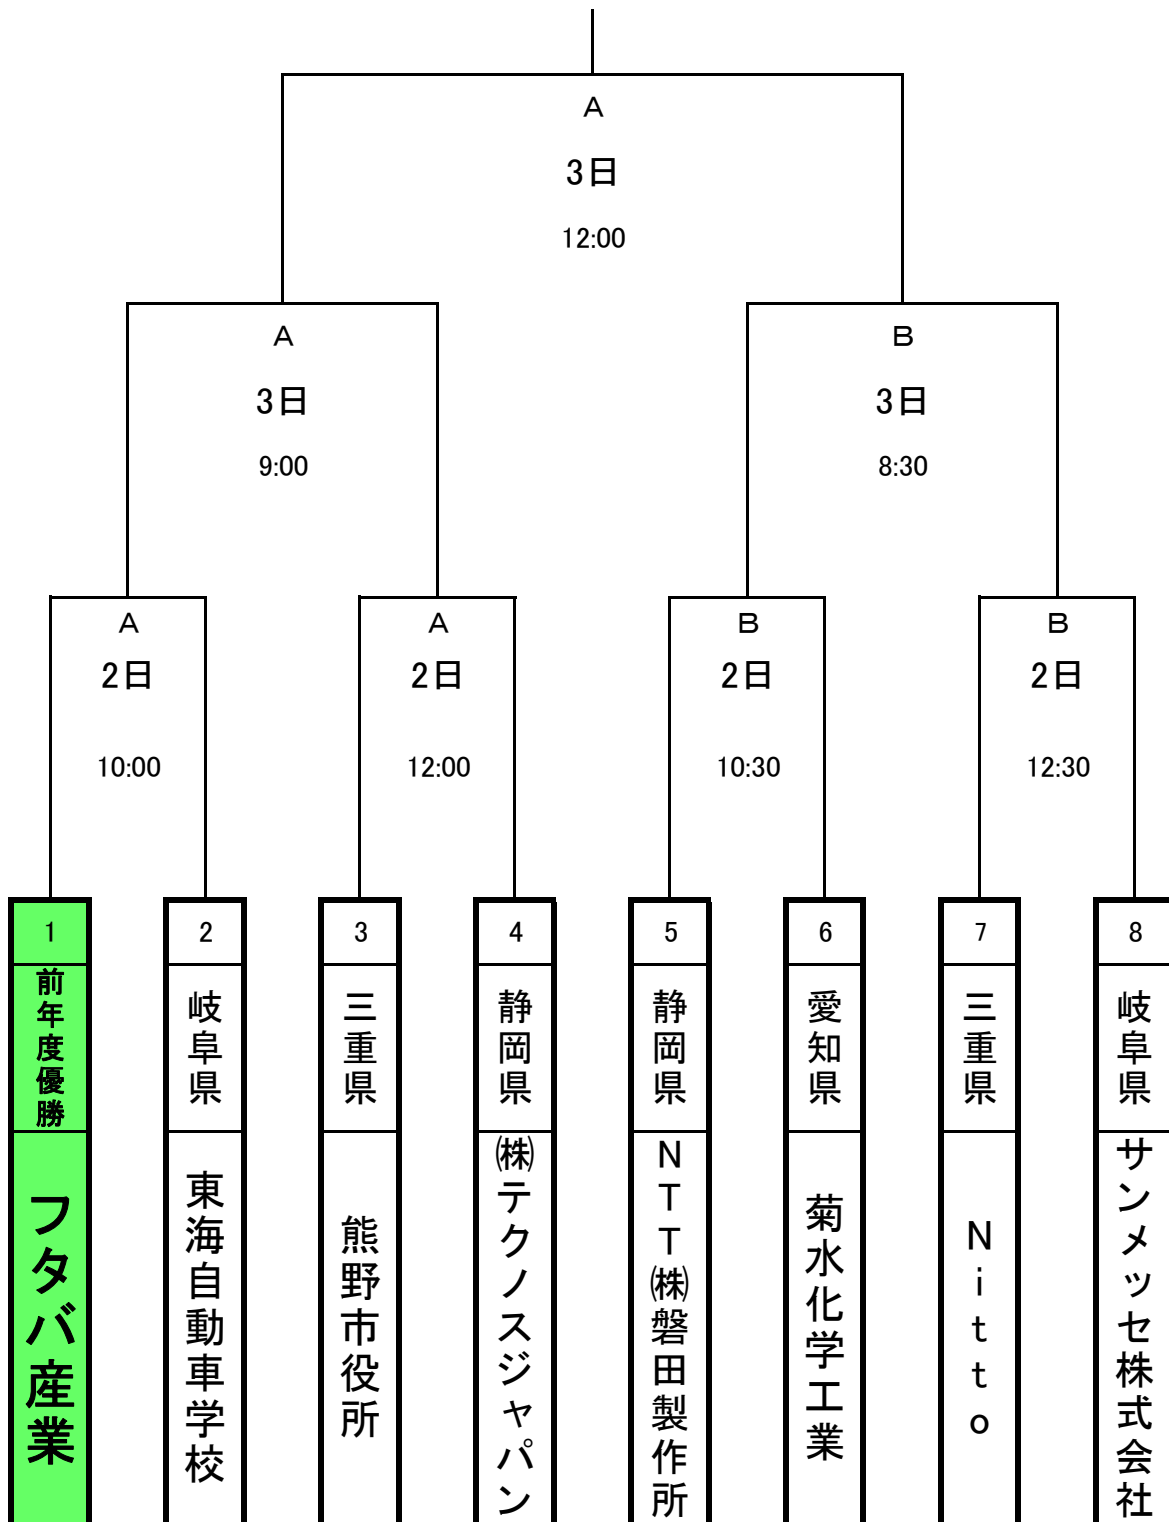 A
3日
12:00
A
3日
9:00
B
3日
8:30
A
2日
10:00
A
2日
12:00
B
2日
10:30
B
2日
12:30
1
前年度優勝
フタバ産業
2
岐阜県
東海自動車学校
3
三重県
熊野市役所
4
静岡県
㈱テクノスジャパン
5
静岡県
NTT㈱磐田製作所
6
愛知県
菊水化学工業
7
三重県
Nitto
8
岐阜県
サンメッセ株式会社